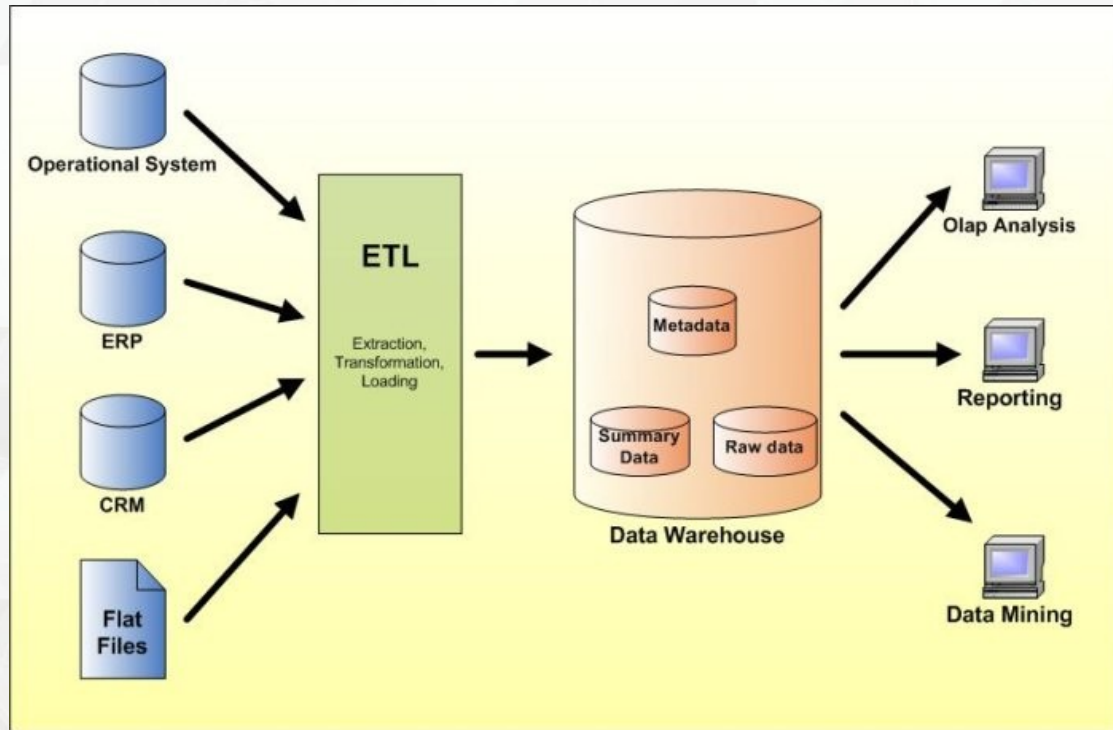 Operational System
ERP
CRM
Flat
Files
ETL
Extraction,
Transformation,
Loading
Metadata
Summary
Data
Raw data
Data Warehouse
Olap Analysis
Reporting
Data Mining